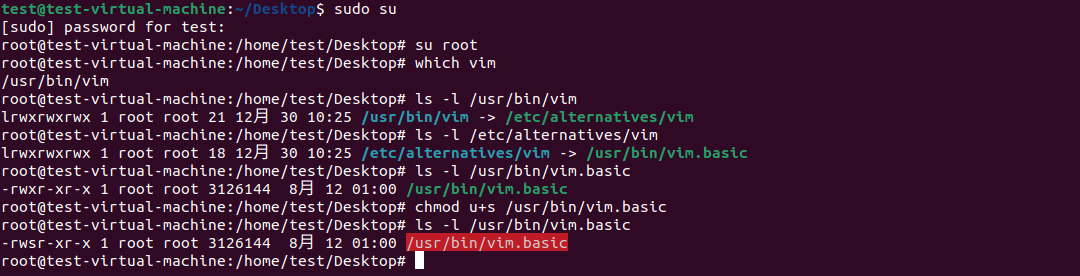 test@test-virtual-machine:~/Desktop$ sudo su
[sudo] password for test:
root@test-virtual-machine:/home/test/Desktop# su root
root@test-virtual-machine:/home/test/Desktop# which vim
/usr/bin/vim
root@test-virtual-machine:/home/test/Desktop# ls -l /usr/bin/vim
lrwxrwxrwx 1 root root 21 12月 30 10:25 /usr/bin/vim -> /etc/alternatives/vim
root@test-virtual-machine:/home/test/Desktop# ls -l /etc/alternatives/vim
lrwxrwxrwx 1 root root 18 12月 30 10:25 /etc/alternatives/vim -> /usr/bin/vim.basic
root@test-virtual-machine:/home/test/Desktop# ls -l /usr/bin/vim.basic
-rwxr-xr-x 1 root root 3126144  8月 12 01:00 /usr/bin/vim.basic
root@test-virtual-machine:/home/test/Desktop# chmod u+s /usr/bin/vim.basic
root@test-virtual-machine:/home/test/Desktop# ls -l /usr/bin/vim.basic
-rwsr-xr-x 1 root root 3126144  8月 12 01:00 /usr/bin/vim.basic
root@test-virtual-machine:/home/test/Desktop#